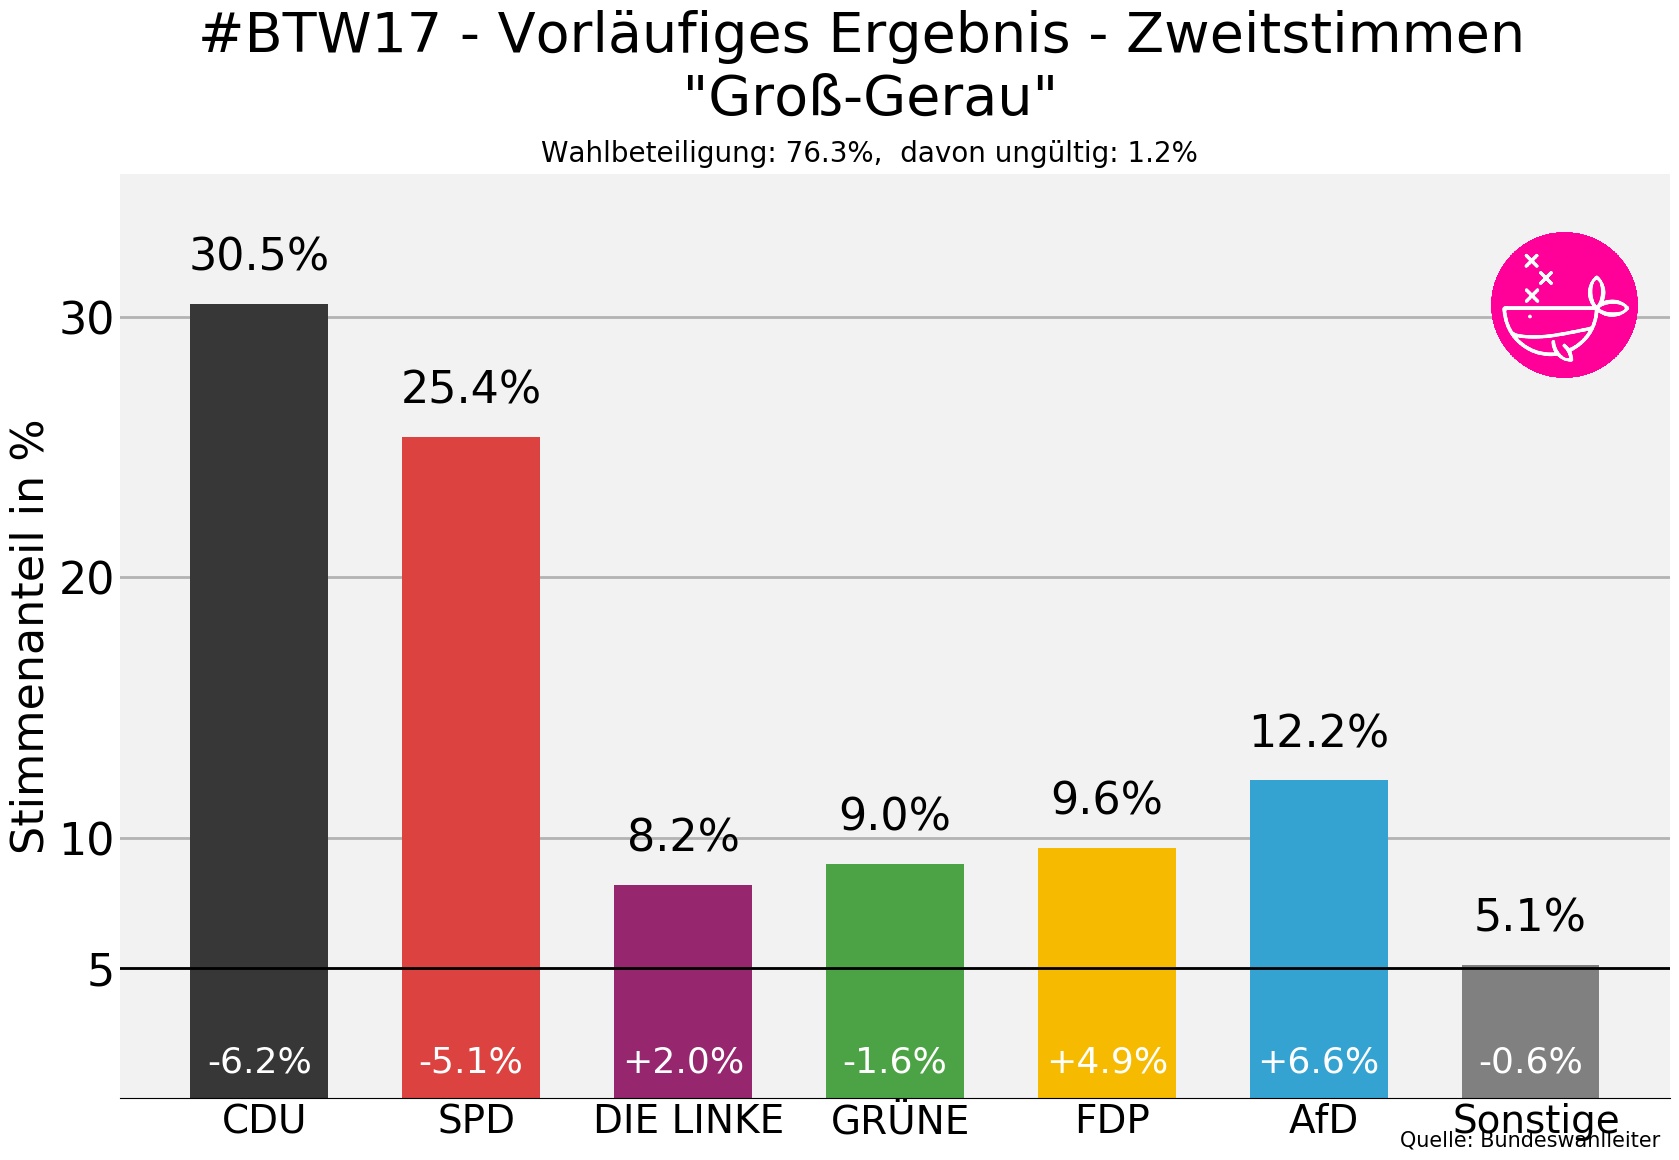 #BTW17 - Vorläufiges Ergebnis - Zweitstimmen
"Groß-Gerau"
Wahlbeteiligung: 76.3%,  davon ungültig: 1.2%
Stimmenanteil in %
30
20
10
5
30.5%
25.4%
8.2%
9.0%
9.6%
12.2%
5.1%
-6.2%
-5.1%
+2.0%
-1.6%
+4.9%
+6.6%
-0.6%
CDU
SPD
DIE LINKE
GRÜNE
FDP
AfD
Sonstige
Quelle: Bundeswahlleiter